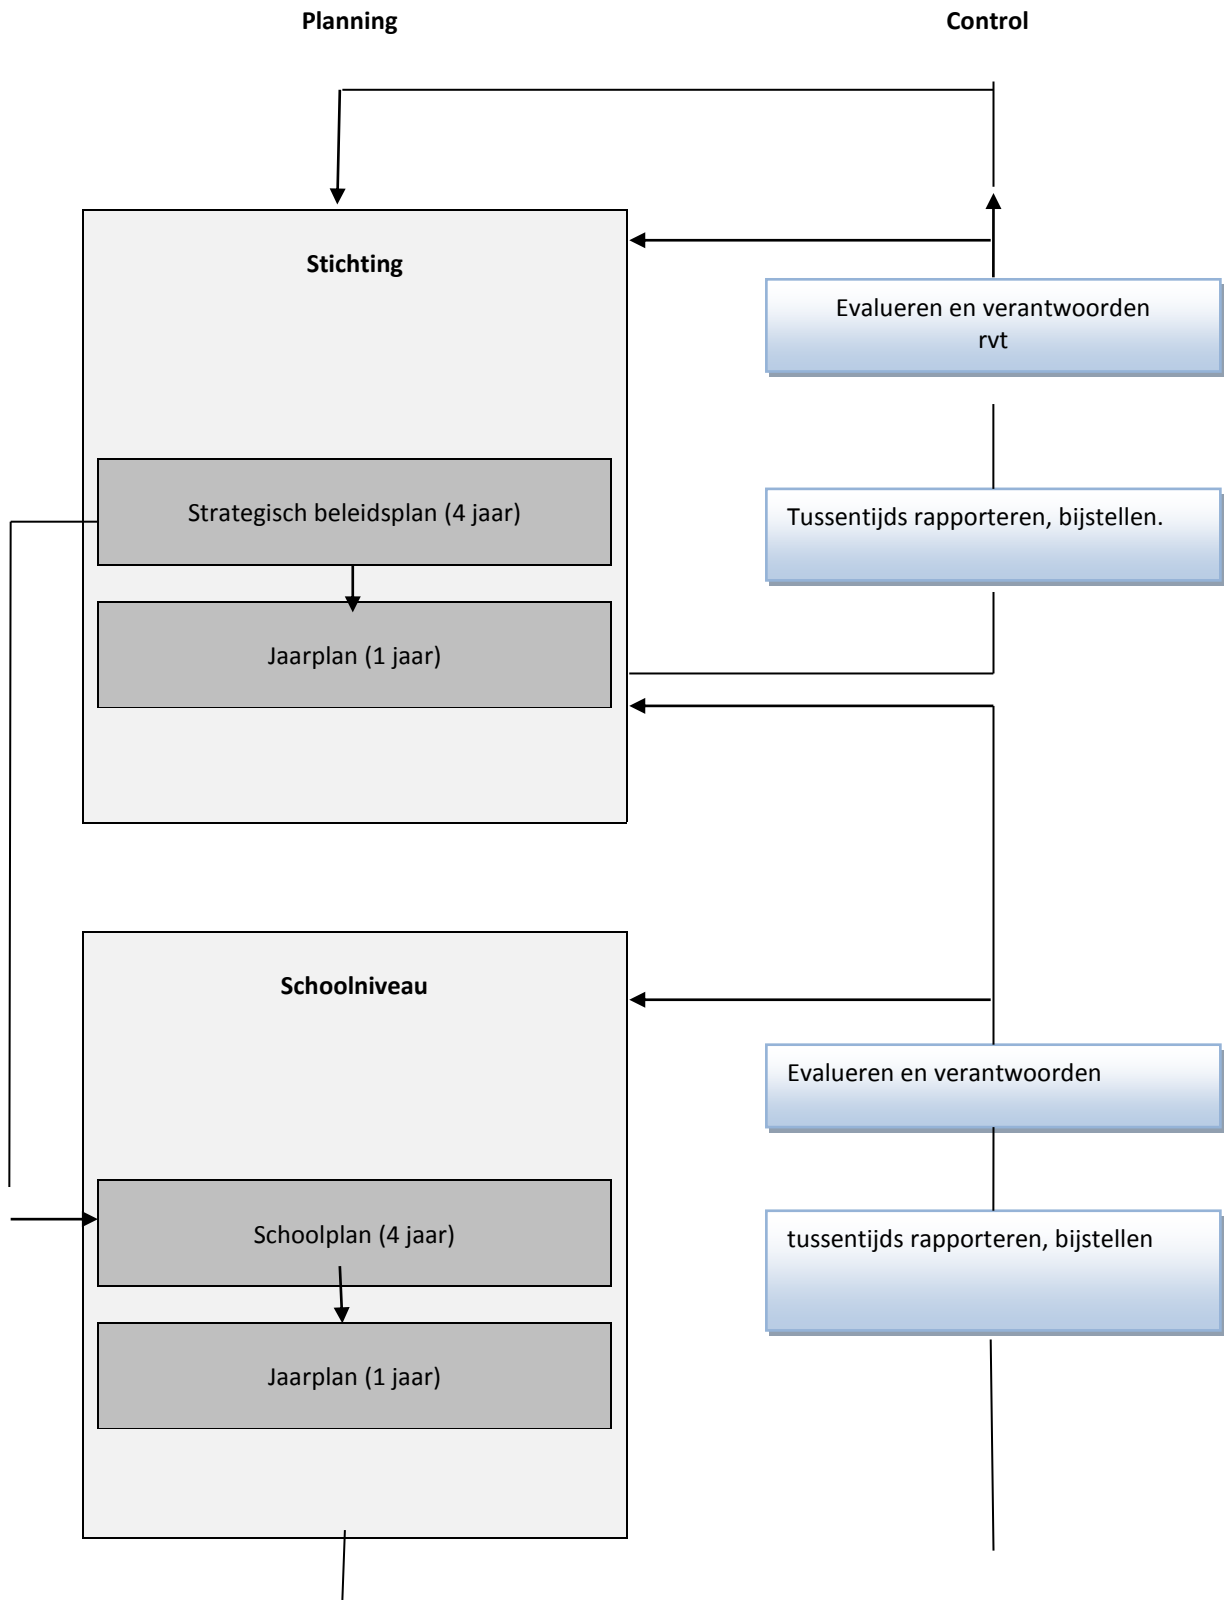 Planning
Control
Stichting
Evalueren en verantwoorden
rvt
Strategisch beleidsplan (4 jaar)
Tussentijds rapporteren, bijstellen.
Jaarplan (1 jaar)
Schoolniveau
Evalueren en verantwoorden
Schoolplan (4 jaar)
tussentijds rapporteren, bijstellen
Jaarplan (1 jaar)